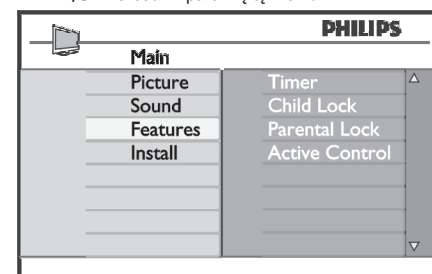 PHILIPS
Main
Picture
Sound
Features
Install
Timer
Child Lock
Parental Lock
Active Control